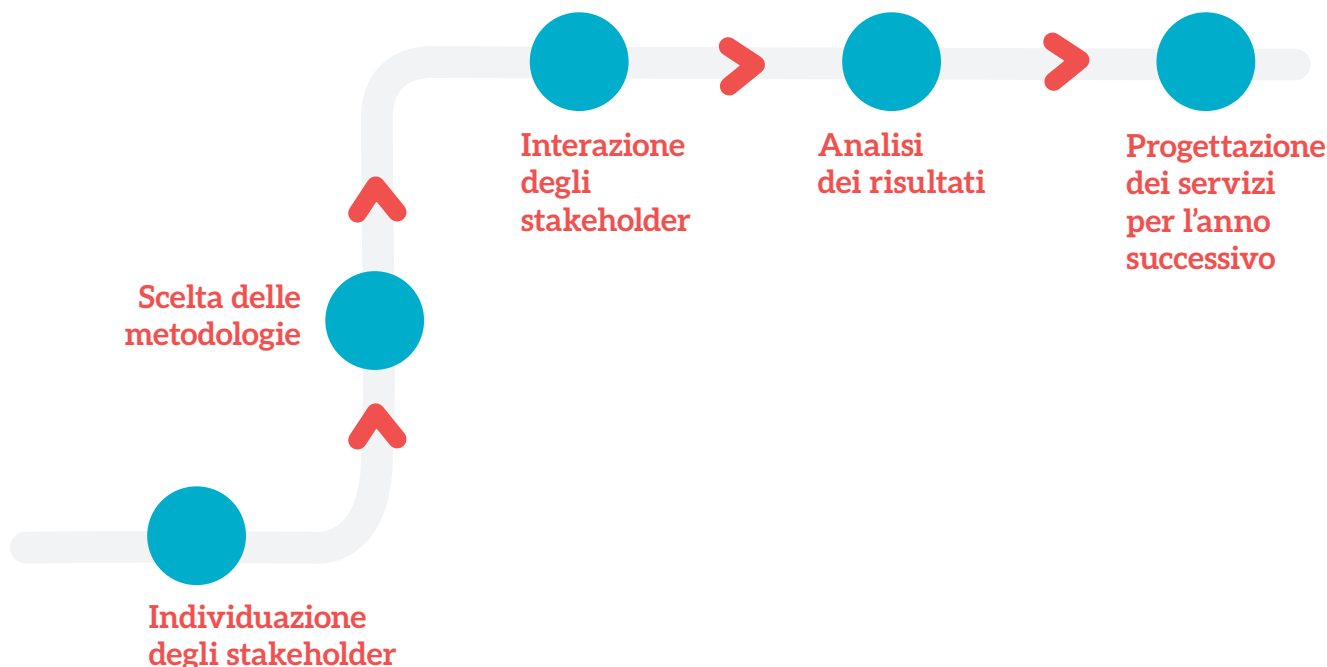 Interazione
degli
stakeholder
Analisi
dei risultati
Progettazione
dei servizi
per l’anno
successivo
Scelta delle
metodologie
Individuazione
degli stakeholder